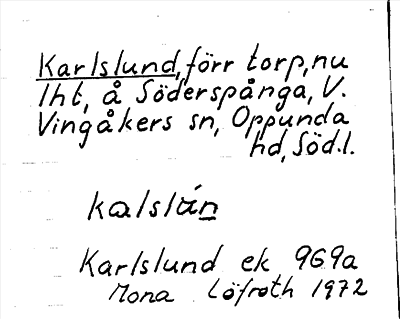 Karlslund, förr torp, nu
lht, å Söderspånga, V.
Vingåkers sn, Oppunda
hd, Söd.l.
kalslán
Karlslund ek 969a
Mona Löfroth 1972